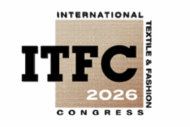 INTERNATIONAL
TEXTILE & FASHION
ITFC
2026
CONGRESS